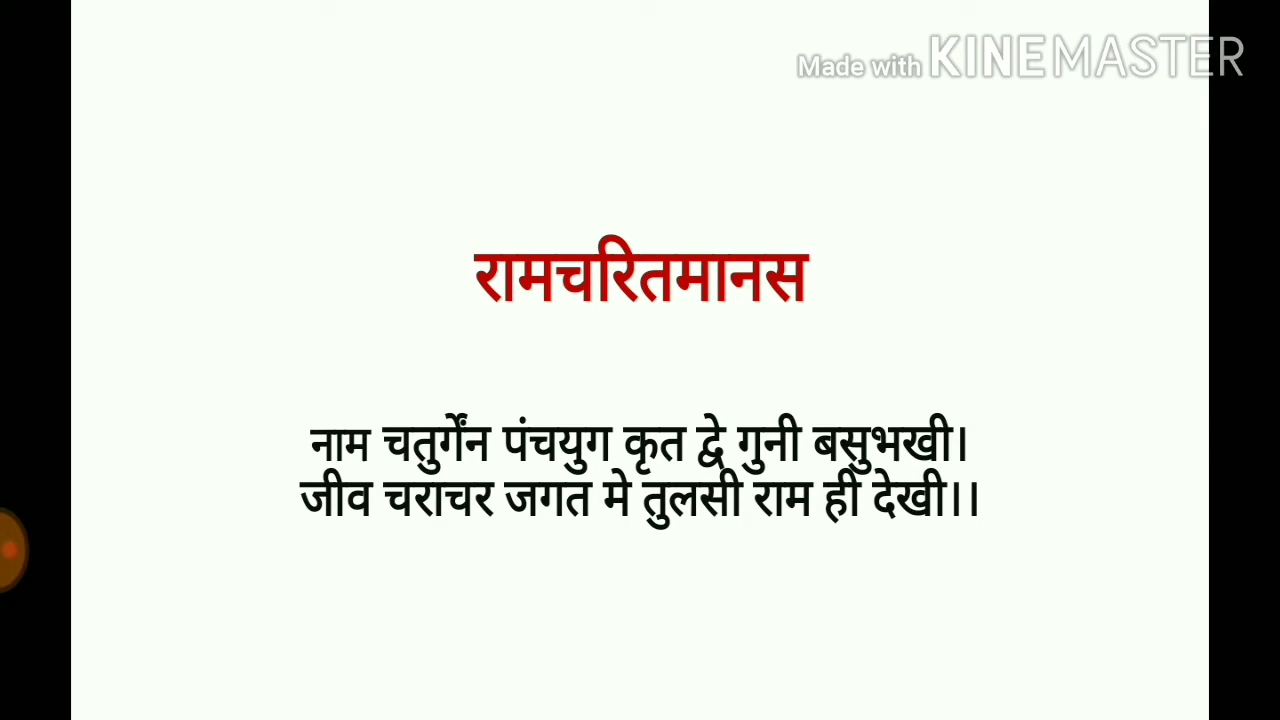 Made with KINEMASTER
रामचरितमानस
नाम चतुर्गेंन पंचयुग कृत द्वे गुनी बसुभखी।
जीव चराचर जगत मे तुलसी राम ही देखी।।